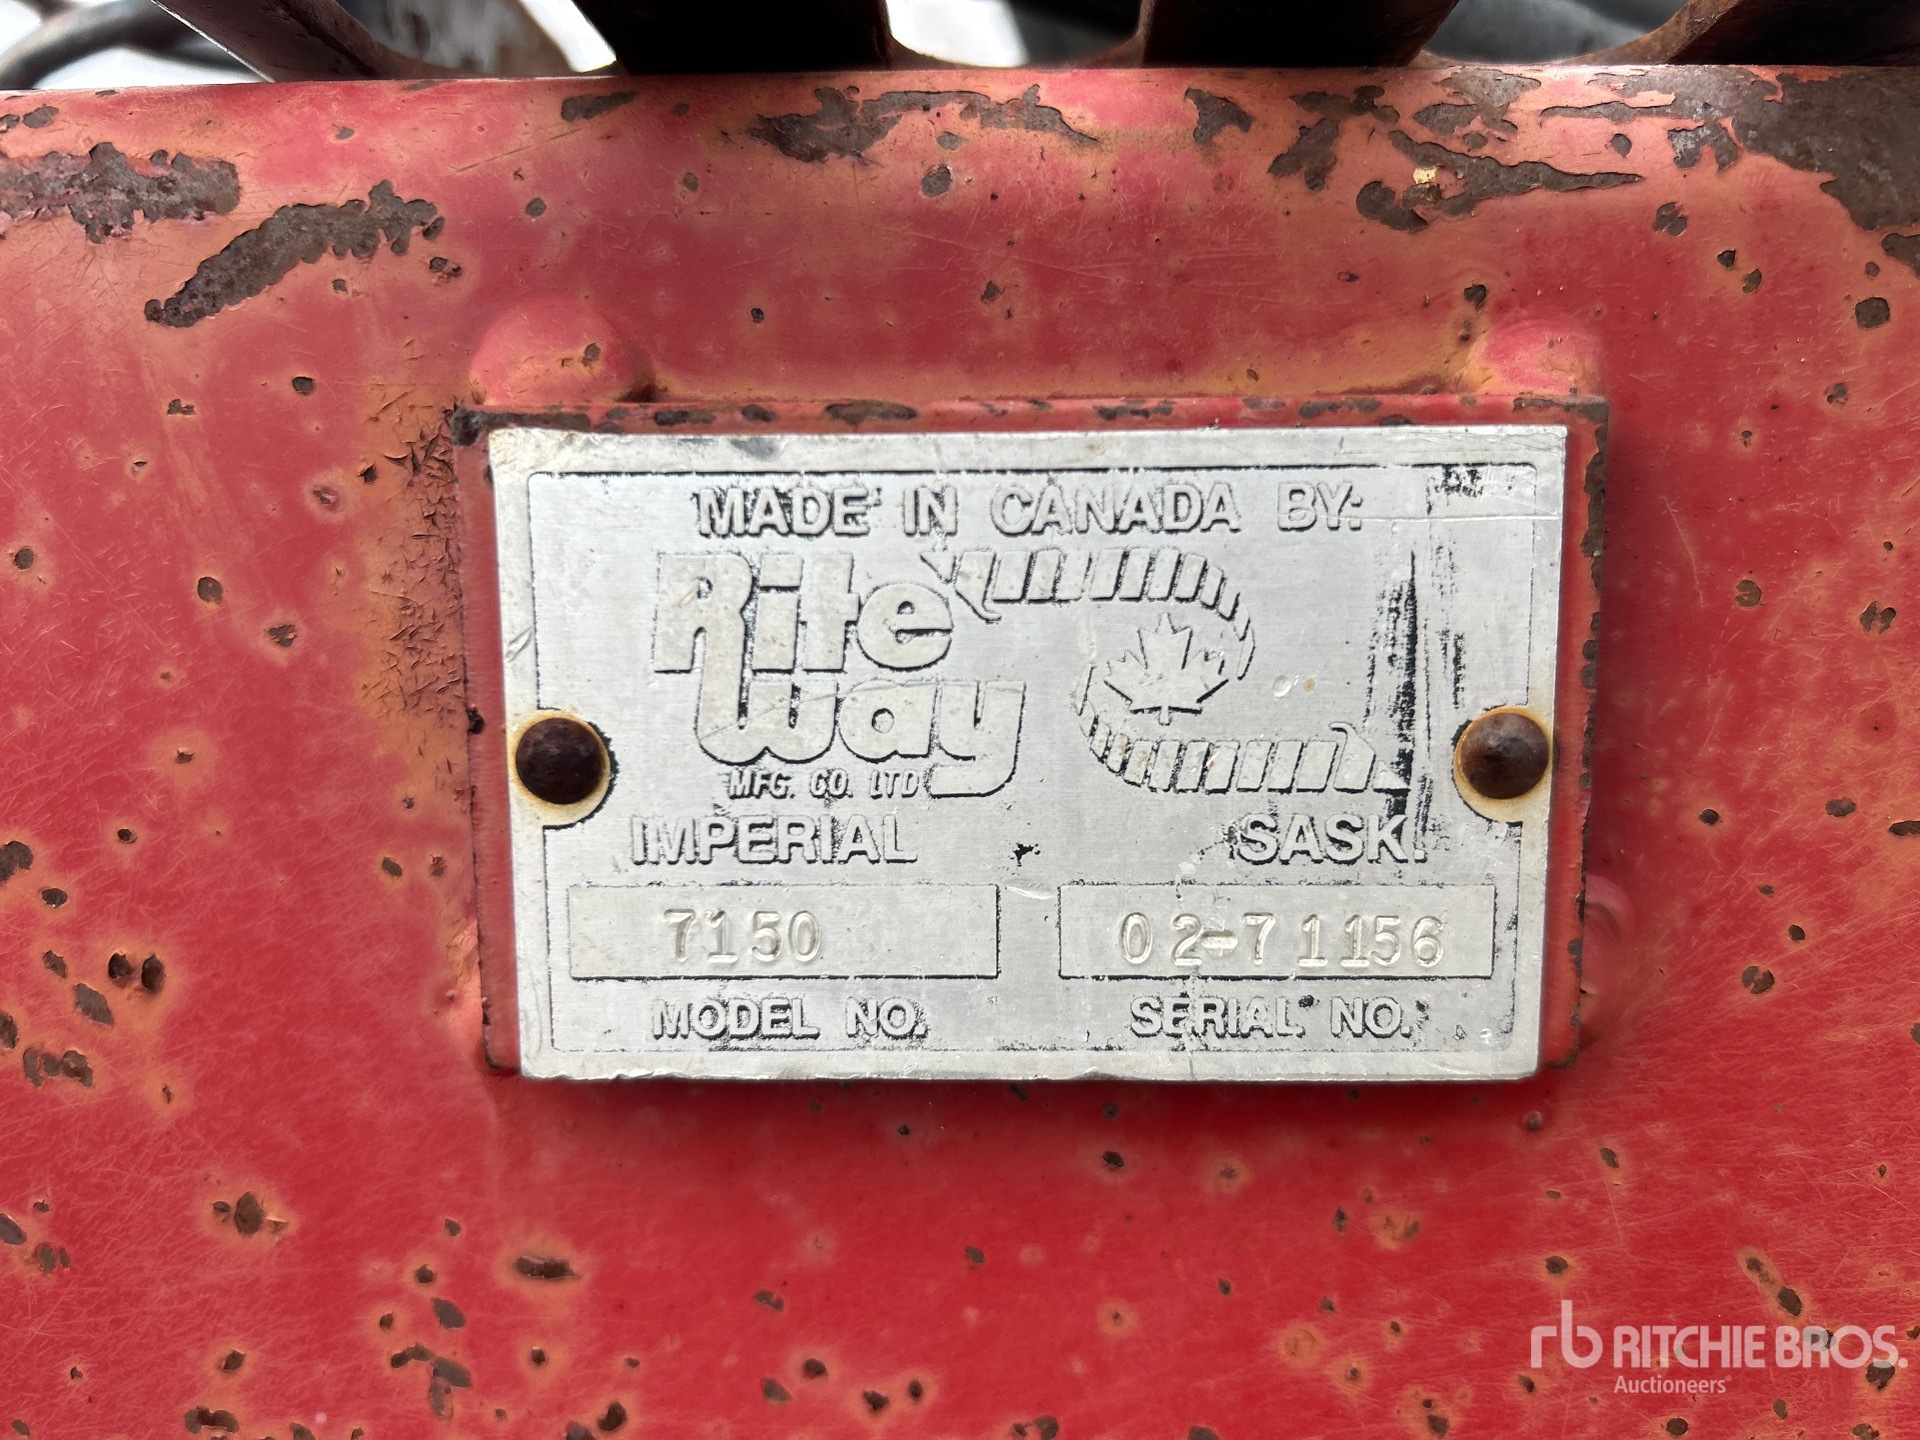 MADE IN CANADA BY:
Rite
way
MFG. CO. LTD
IMPERIAL SASK.
7150 02-71156
MODEL NO. SERIAL NO.
rb RITCHIE BROS.
Auctioneers